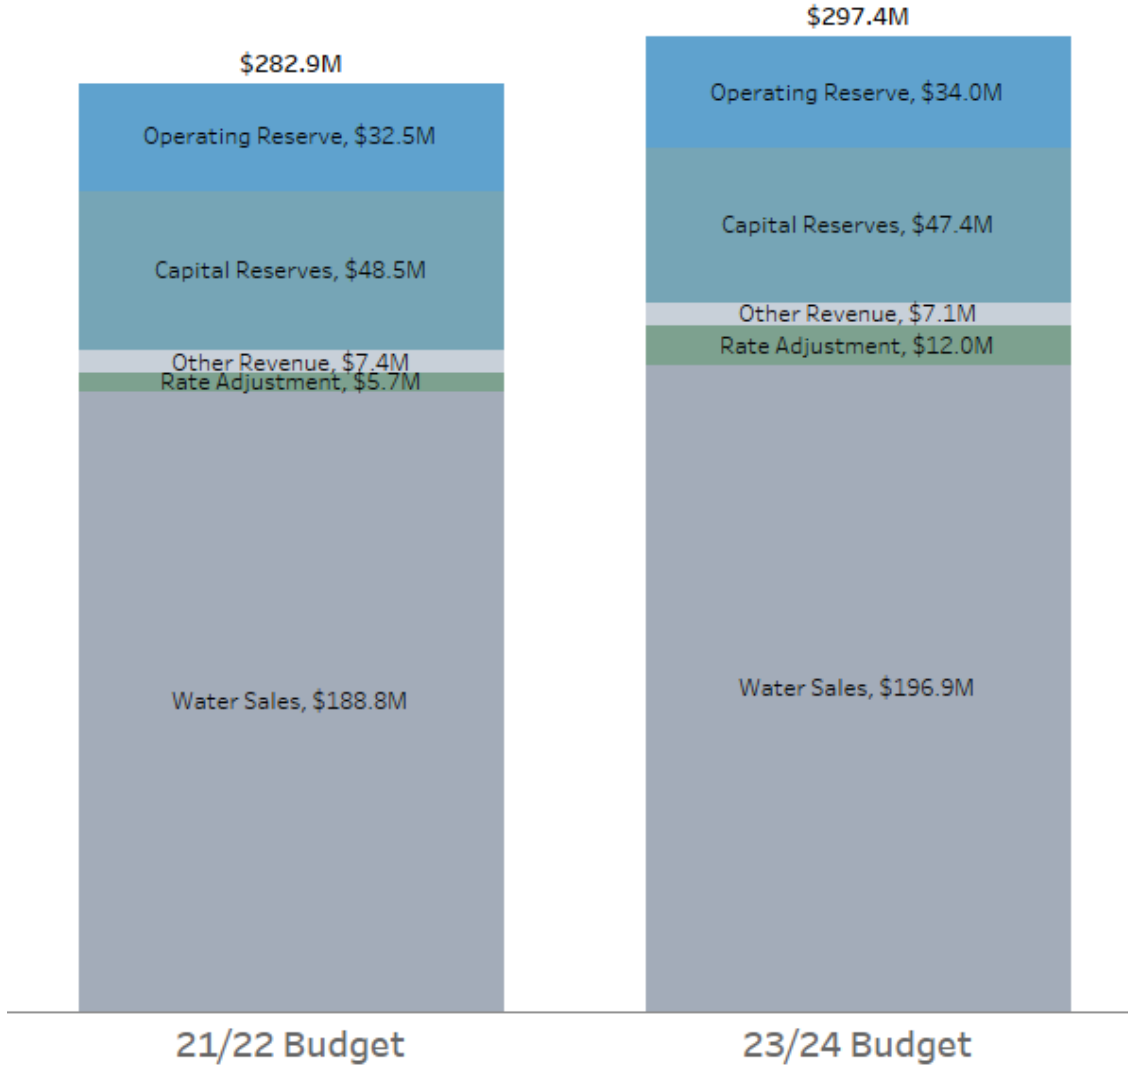 $282.9M
Operating Reserve, $32.5M
Capital Reserves, $48.5M
Other Revenue, $7.4M
Rate Adjustment, $5.7M
Water Sales, $188.8M
21/22 Budget
$297.4M
Operating Reserve, $34.0M
Capital Reserves, $47.4M
Other Revenue, $7.1M
Rate Adjustment, $12.0M
Water Sales, $196.9M
23/24 Budget